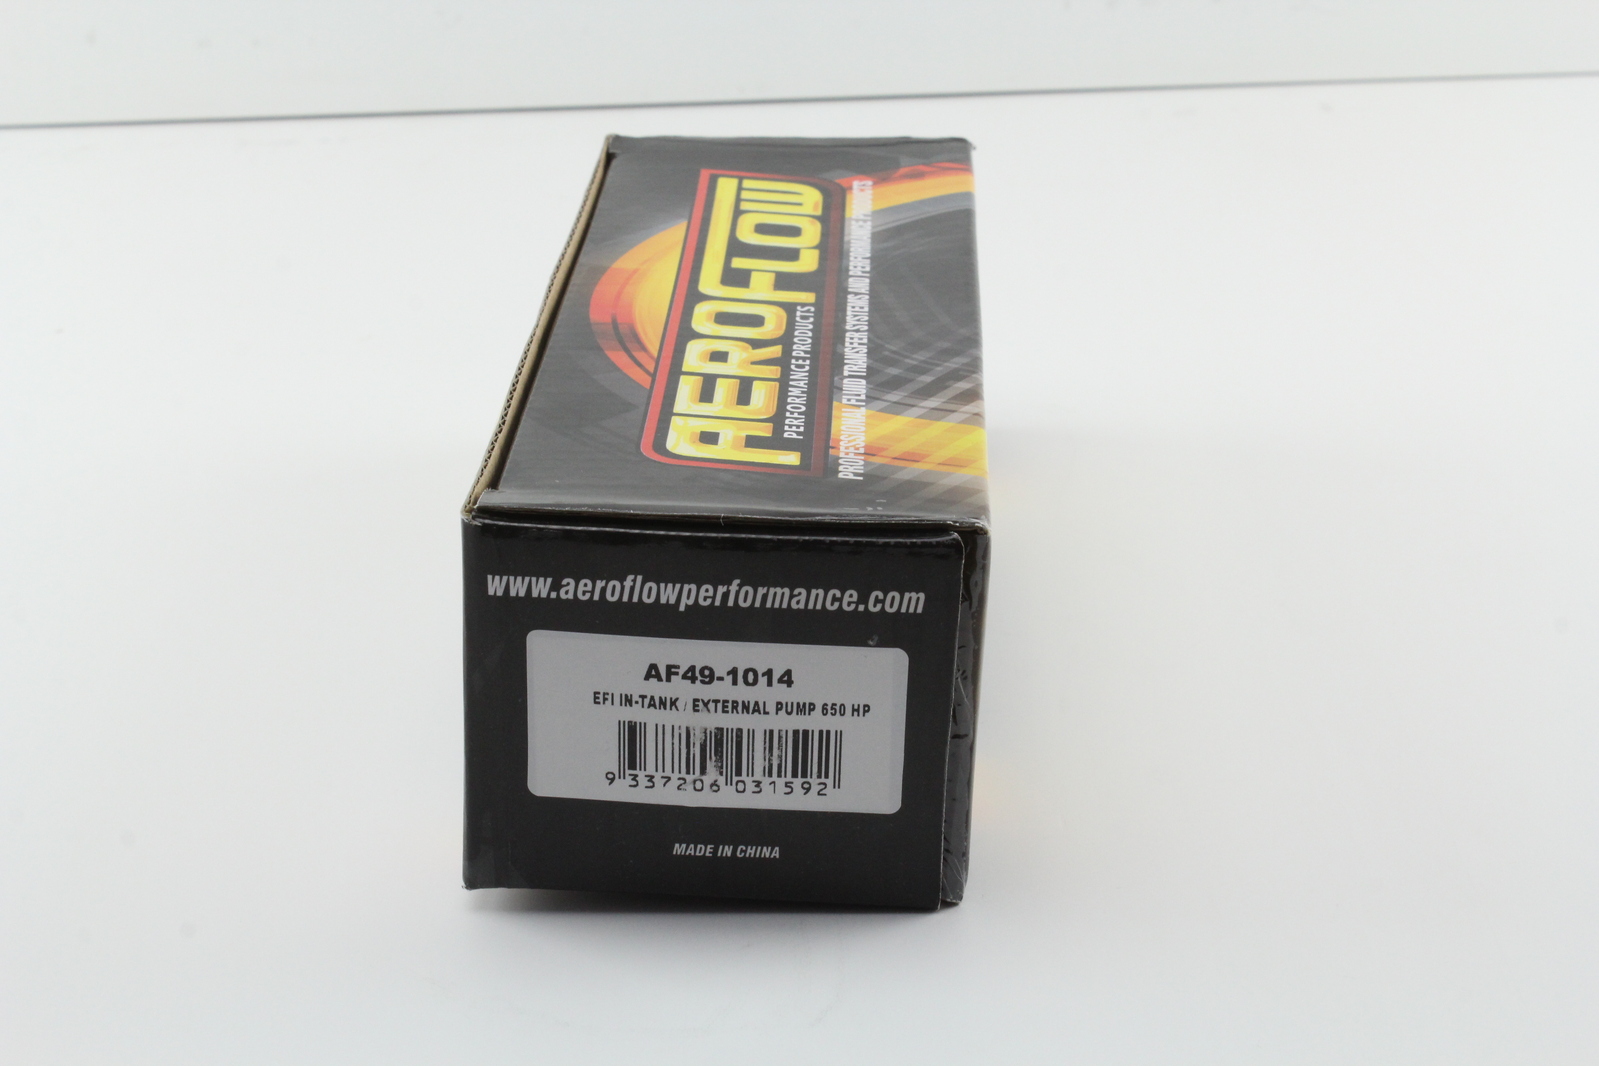 AEROFLOW
PERFORMANCE PRODUCTS
PROFESSIONAL FLUID TRANSFER SYSTEMS AND PERFORMANCE PRODUCTS
www.aeroflowperformance.com
AF49-1014
EFI IN-TANK / EXTERNAL PUMP 650 HP
9 337206 031592
MADE IN CHINA